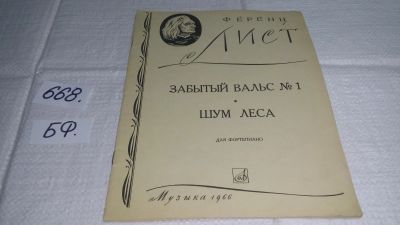 ФЕРЕНЦ
ЛИСТ
ЗАБЫТЫЙ ВАЛЬС № 1
ШУМ ЛЕСА
ДЛЯ ФОРТЕПИАНО
Музыка 1966
668.
БФ.